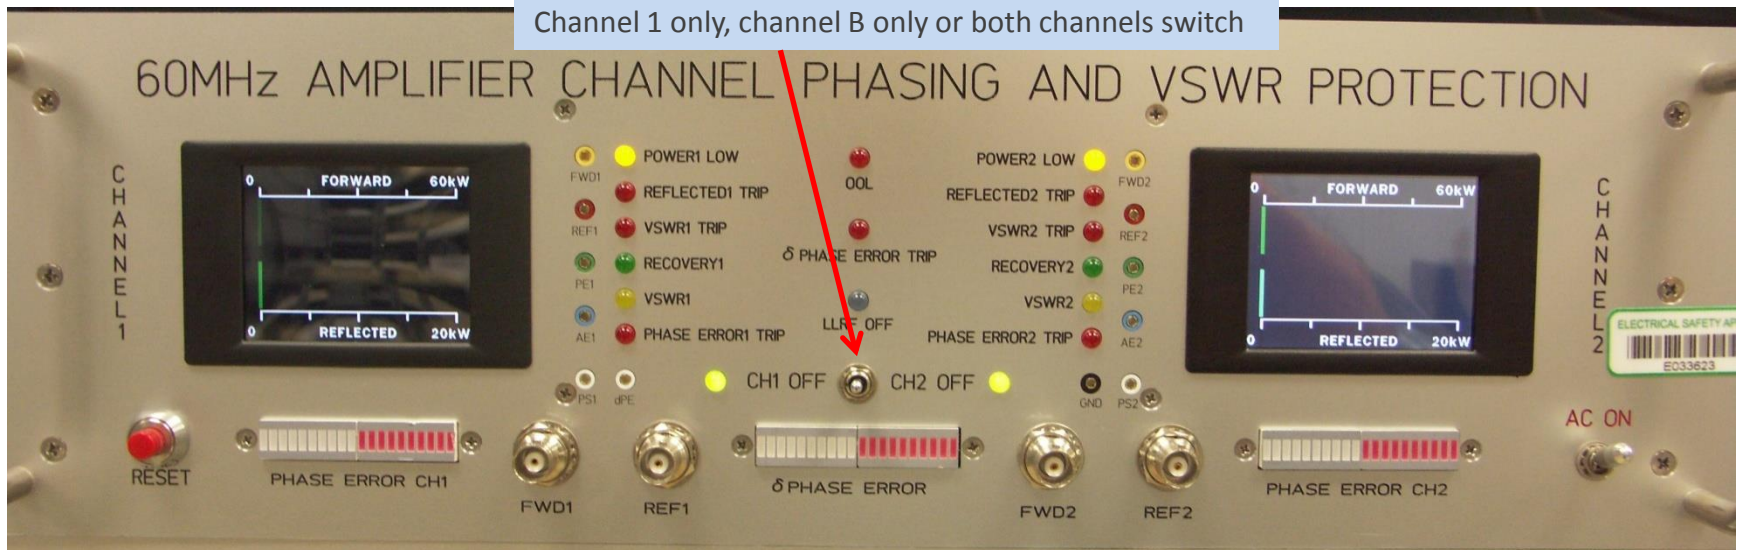 Channel 1 only, channel B only or both channels switch
60MHz AMPLIFIER CHANNEL PHASING AND VSWR PROTECTION
CHANNEL 1
0 FORWARD 60kW
0 REFLECTED 20kW
FWD1
REF1
PE1
AE1
PS1
dPE
POWER1 LOW
REFLECTED1 TRIP
VSWR1 TRIP
RECOVERY1
VSWR1
PHASE ERROR1 TRIP
OOL
δ PHASE ERROR TRIP
LLRF OFF
CH1 OFF
CH2 OFF
POWER2 LOW
REFLECTED2 TRIP
VSWR2 TRIP
RECOVERY2
VSWR2
PHASE ERROR2 TRIP
FWD2
REF2
PE2
AE2
GND
PS2
0 FORWARD 60kW
0 REFLECTED 20kW
CHANNEL 2
ELECTRICAL SAFETY AP
E033623
AC ON
RESET
PHASE ERROR CH1
FWD1
REF1
δ PHASE ERROR
FWD2
REF2
PHASE ERROR CH2